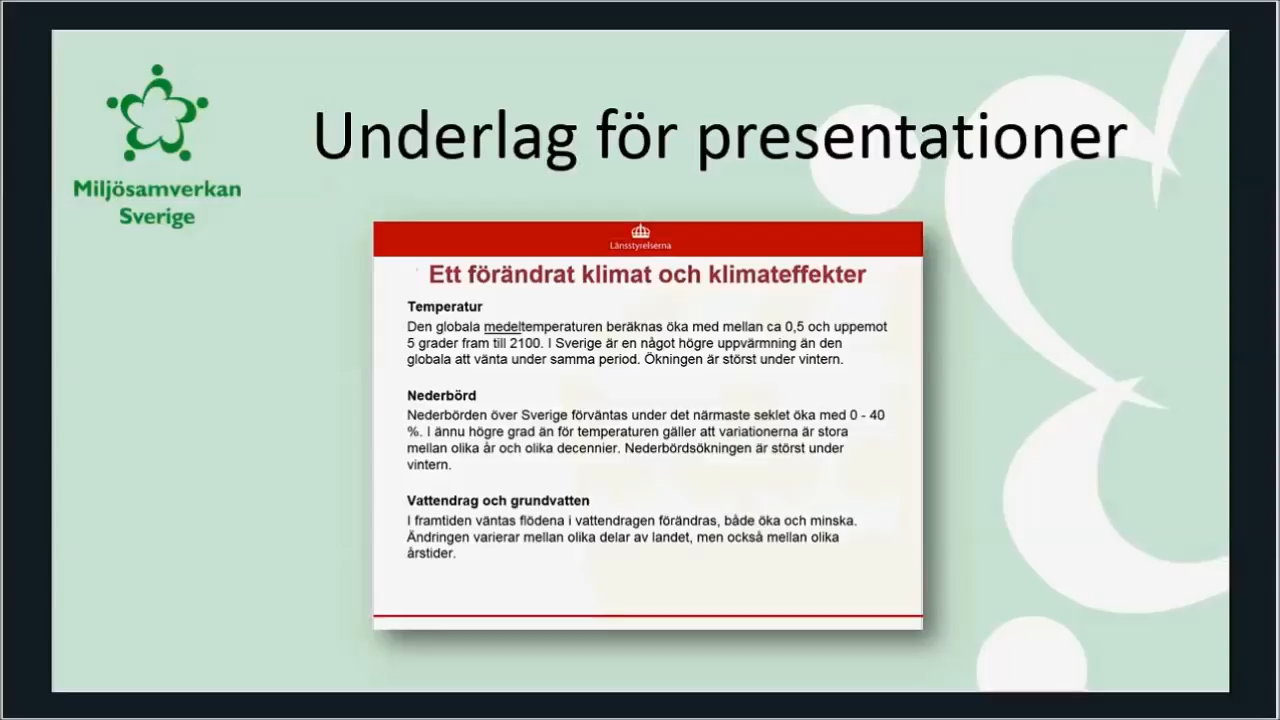 Underlag för presentationer
Miljösamverkan
Sverige
Länsstyrelserna
Ett förändrat klimat och klimateffekter
Temperatur
Den globala medeltemperaturen beräknas öka med mellan ca 0,5 och uppemot
5 grader fram till 2100. I Sverige är en något högre uppvärmning än den
globala att vänta under samma period. Ökningen är störst under vintern.
Nederbörd
Nederbörden över Sverige förväntas under det närmaste seklet öka med 0 - 40
%. I ännu högre grad än för temperaturen gäller att variationerna är stora
mellan olika år och olika decennier. Nederbördsökningen är störst under
vintern.
Vattendrag och grundvatten
I framtiden väntas flödena i vattendragen förändras, både öka och minska.
Ändringen varierar mellan olika delar av landet, men också mellan olika
årstider.